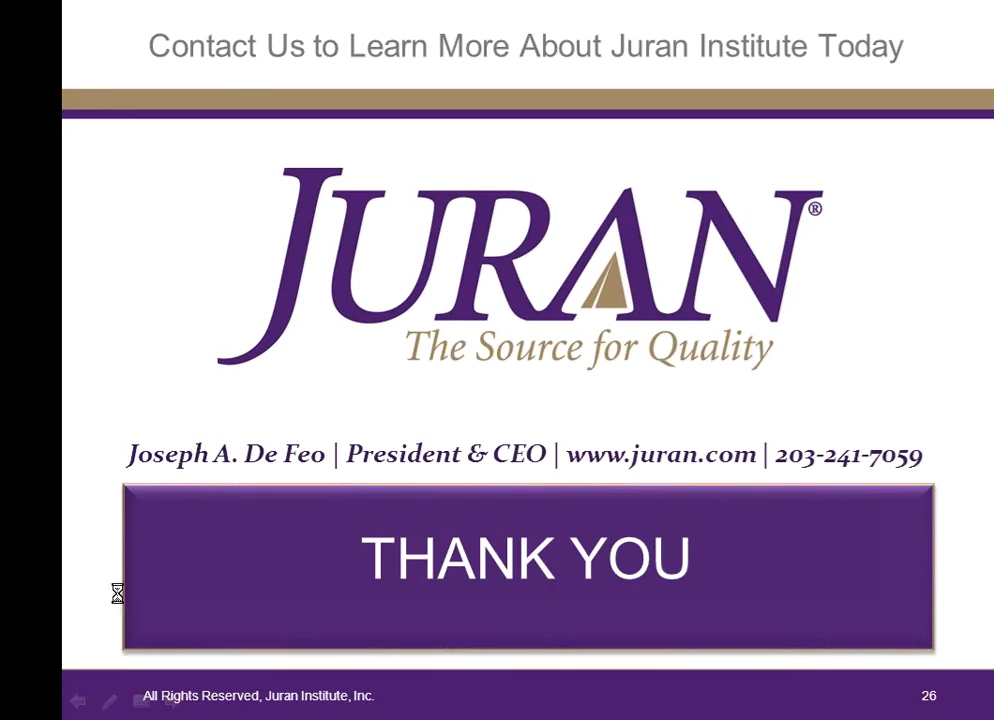 Contact Us to Learn More About Juran Institute Today
JURAN®
The Source for Quality
Joseph A. De Feo | President & CEO | www.juran.com | 203-241-7059
THANK YOU
All Rights Reserved, Juran Institute, Inc.
26